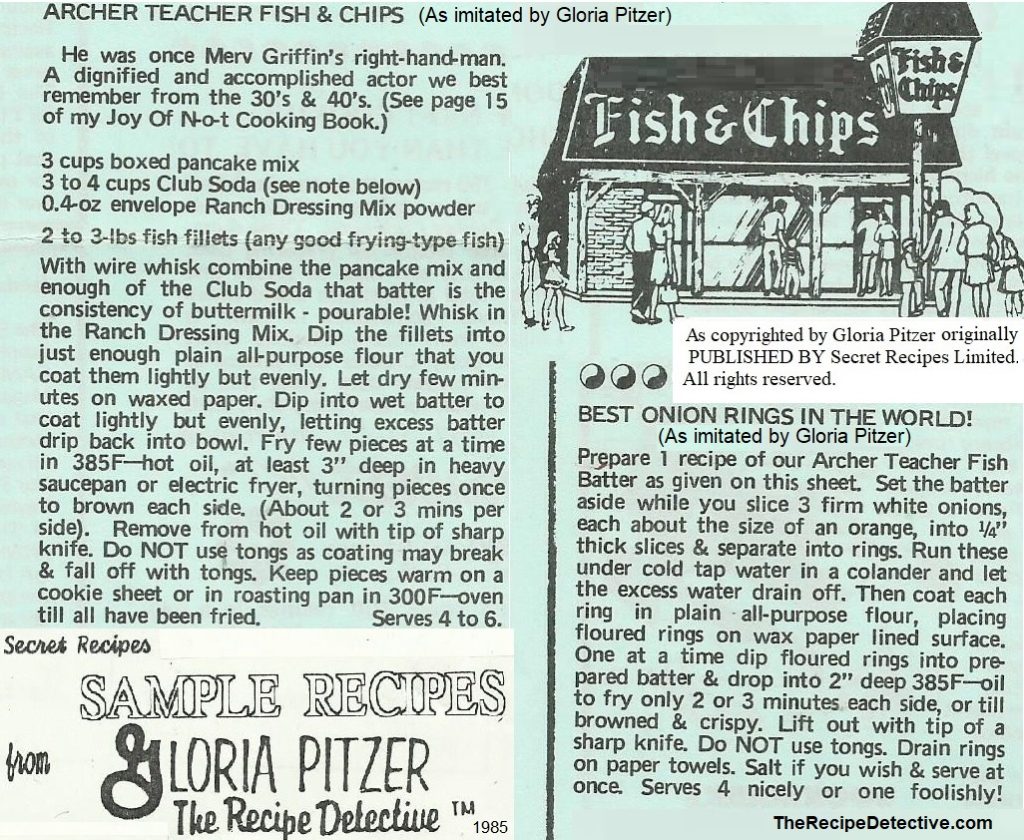 ARCHER TEACHER FISH & CHIPS (As imitated by Gloria Pitzer)
He was once Merv Griffin's right-hand-man.
A dignified and accomplished actor we best
remember from the 30's & 40's. (See page 15
of my Joy Of N-o-t Cooking Book.)
3 cups boxed pancake mix
3 to 4 cups Club Soda (see note below)
0.4-oz envelope Ranch Dressing Mix powder
2 to 3-lbs fish fillets (any good frying-type fish)
With wire whisk combine the pancake mix and
enough of the Club Soda that batter is the
consistency of buttermilk - pourable! Whisk in
the Ranch Dressing Mix. Dip the fillets into
just enough plain all-purpose flour that you
coat them lightly but evenly. Let dry few min-
utes on waxed paper. Dip into wet batter to
coat lightly but evenly, letting excess batter
drip back into bowl. Fry few pieces at a time
in 385F—hot oil, at least 3" deep in heavy
saucepan or electric fryer, turning pieces once
to brown each side. (About 2 or 3 mins per
side). Remove from hot oil with tip of sharp
knife. Do NOT use tongs as coating may break
& fall off with tongs. Keep pieces warm on a
cookie sheet or in roasting pan in 300F—oven
till all have been fried. Serves 4 to 6.
Secret Recipes
SAMPLE RECIPES
from GLORIA PITZER
The Recipe Detective TM 1985
Fish & Chips
Fish &
Chips
As copyrighted by Gloria Pitzer originally
PUBLISHED BY Secret Recipes Limited.
All rights reserved.
BEST ONION RINGS IN THE WORLD!
(As imitated by Gloria Pitzer)
Prepare 1 recipe of our Archer Teacher Fish
Batter as given on this sheet. Set the batter
aside while you slice 3 firm white onions,
each about the size of an orange, into ¼"
thick slices & separate into rings. Run these
under cold tap water in a colander and let
the excess water drain off. Then coat each
ring in plain all-purpose flour, placing
floured rings on wax paper lined surface.
One at a time dip floured rings into pre-
pared batter & drop into 2" deep 385F—oil
to fry only 2 or 3 minutes each side, or till
browned & crispy. Lift out with tip of a
sharp knife. Do NOT use tongs. Drain rings
on paper towels. Salt if you wish & serve at
once. Serves 4 nicely or one foolishly!
TheRecipeDetective.com